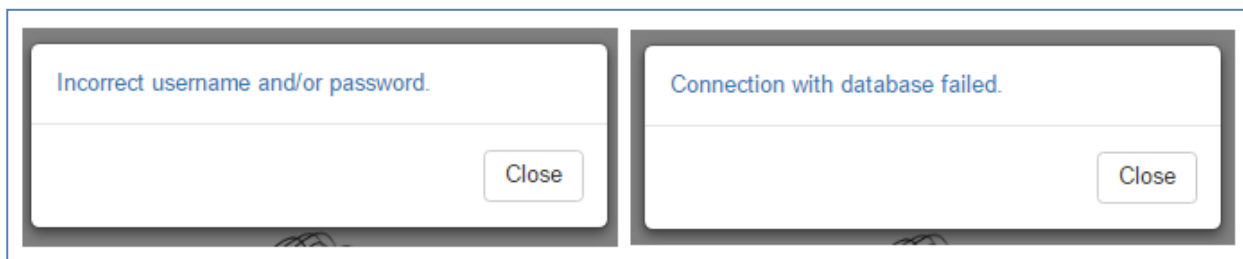 Incorrect username and/or password.
Close
Connection with database failed.
Close